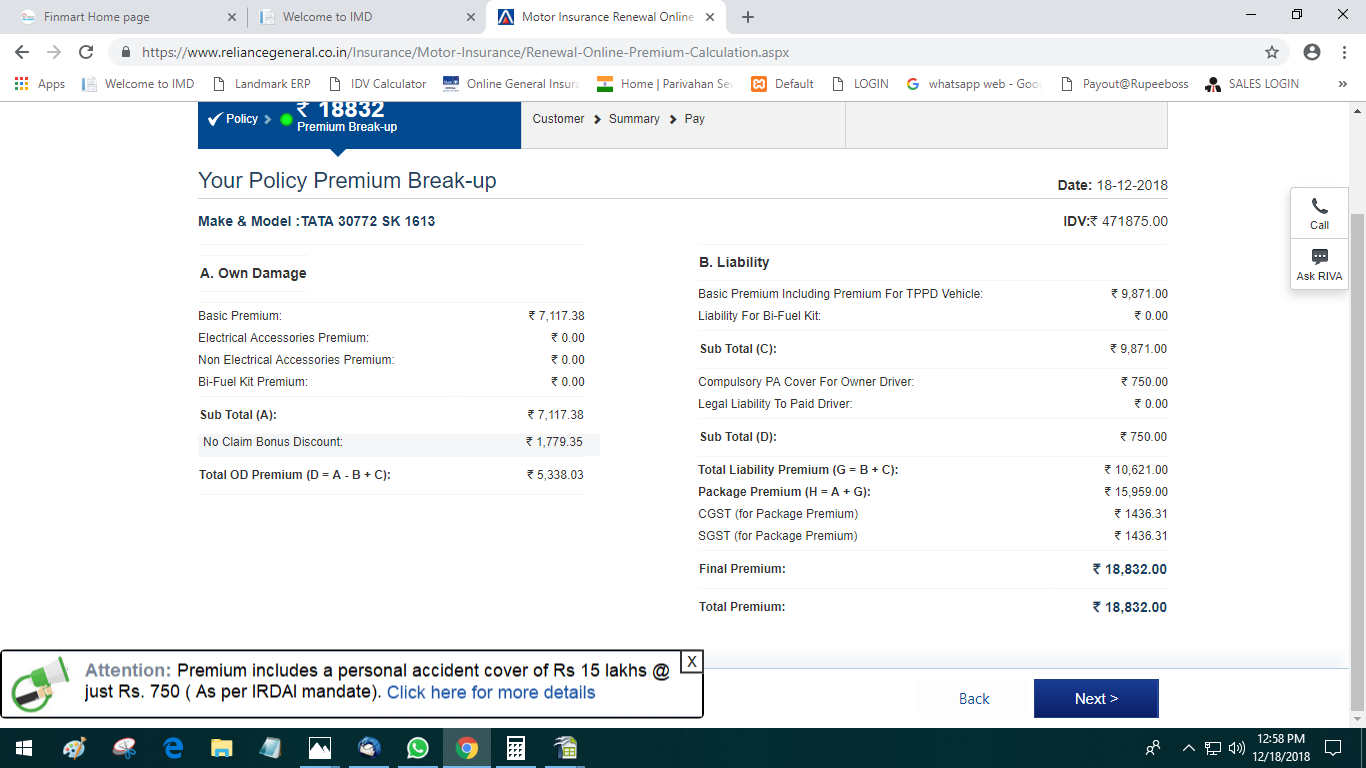 Finmart Home page
Welcome to IMD
Motor Insurance Renewal Online
https://www.reliancegeneral.co.in/Insurance/Motor-Insurance/Renewal-Online-Premium-Calculation.aspx
Apps Welcome to IMD Landmark ERP IDV Calculator Online General Insura Home | Parivahan Sev Default LOGIN whatsapp web - Goo Payout@Rupeeboss SALES LOGIN »
Policy ₹ 18832
Premium Break-up
Customer Summary Pay
Your Policy Premium Break-up
Date: 18-12-2018
Make & Model :TATA 30772 SK 1613
IDV:₹ 471875.00
A. Own Damage
Basic Premium: ₹ 7,117.38
Electrical Accessories Premium: ₹ 0.00
Non Electrical Accessories Premium: ₹ 0.00
Bi-Fuel Kit Premium: ₹ 0.00
Sub Total (A): ₹ 7,117.38
No Claim Bonus Discount: ₹ 1,779.35
Total OD Premium (D = A - B + C): ₹ 5,338.03
B. Liability
Basic Premium Including Premium For TPPD Vehicle: ₹ 9,871.00
Liability For Bi-Fuel Kit: ₹ 0.00
Sub Total (C): ₹ 9,871.00
Compulsory PA Cover For Owner Driver: ₹ 750.00
Legal Liability To Paid Driver: ₹ 0.00
Sub Total (D): ₹ 750.00
Total Liability Premium (G = B + C): ₹ 10,621.00
Package Premium (H = A + G): ₹ 15,959.00
CGST (for Package Premium) ₹ 1436.31
SGST (for Package Premium) ₹ 1436.31
Final Premium: ₹ 18,832.00
Total Premium: ₹ 18,832.00
Call
Ask RIVA
Attention: Premium includes a personal accident cover of Rs 15 lakhs @
just Rs. 750 ( As per IRDAI mandate). Click here for more details
X
Back
Next >
12:58 PM
12/18/2018